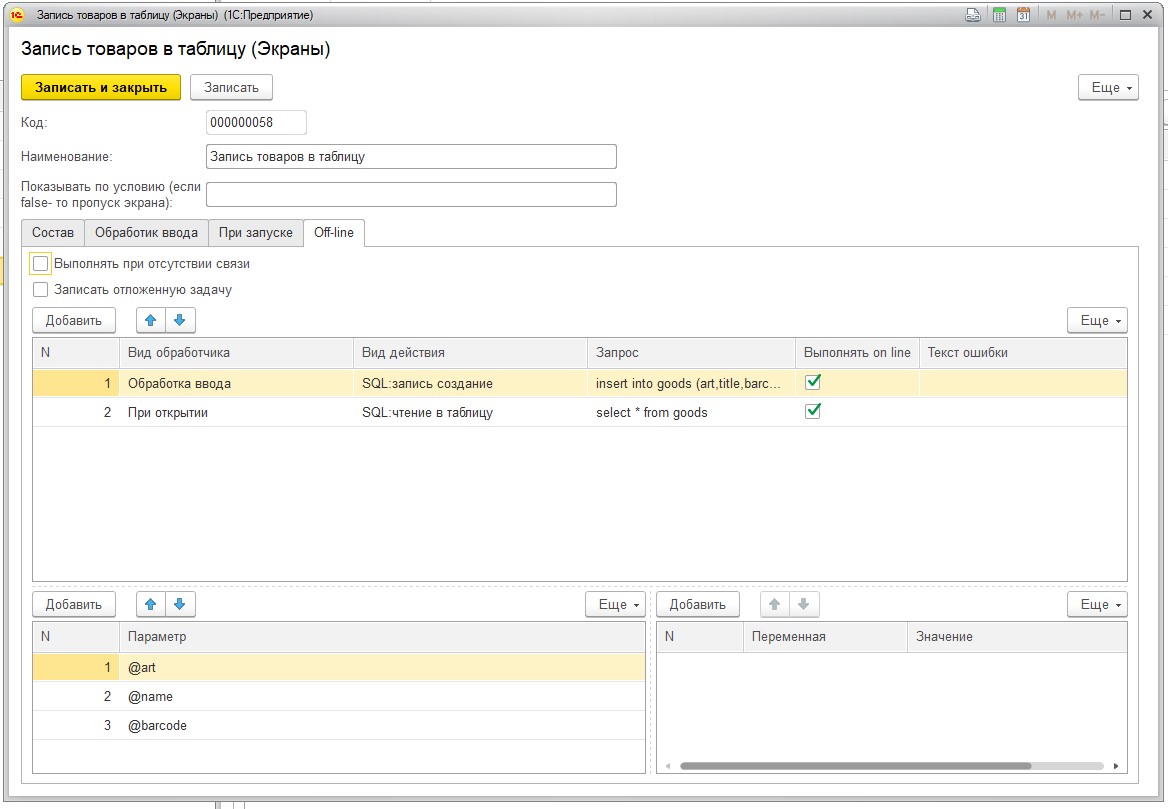 Запись товаров в таблицу (Экраны) (1С:Предприятие)
31 M M+ M-
Запись товаров в таблицу (Экраны)
Записать и закрыть Записать Еще
Код: 000000058
Наименование: Запись товаров в таблицу
Показывать по условию (если
false- то пропуск экрана):
Состав Обработик ввода При запуске Off-line
Выполнять при отсутствии связи
Записать отложенную задачу
Добавить Еще
N Вид обработчика Вид действия Запрос Выполнять on line Текст ошибки
1 Обработка ввода SQL:запись создание insert into goods (art,title,barc...
2 При открытии SQL:чтение в таблицу select * from goods
Добавить Еще Добавить Еще
N Параметр N Переменная Значение
1 @art
2 @name
3 @barcode